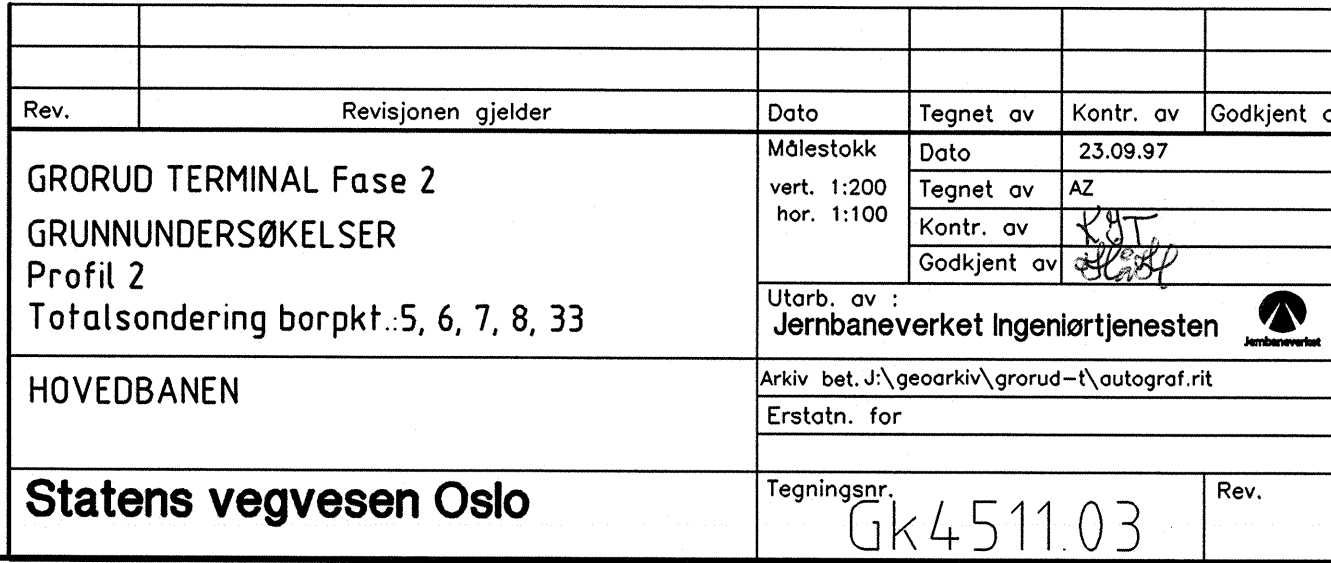 Rev. Revisjonen gjelder Dato Tegnet av Kontr. av Godkjent
GRORUD TERMINAL Fase 2
GRUNNUNDERSØKELSER
Profil 2
Totalsondering borpkt.:5, 6, 7, 8, 33
Målestokk
vert. 1:200
hor. 1:100
Dato 23.09.97
Tegnet av AZ
Kontr. av KJT
Godkjent av
Utarb. av :
Jernbaneverket Ingeniørtjenesten
Jernbaneverket
HOVEDBANEN
Arkiv bet. J:\geoarkiv\grorud-t\autograf.rit
Erstatn. for
Statens vegvesen Oslo
Tegningsnr.
Gk4511.03
Rev.